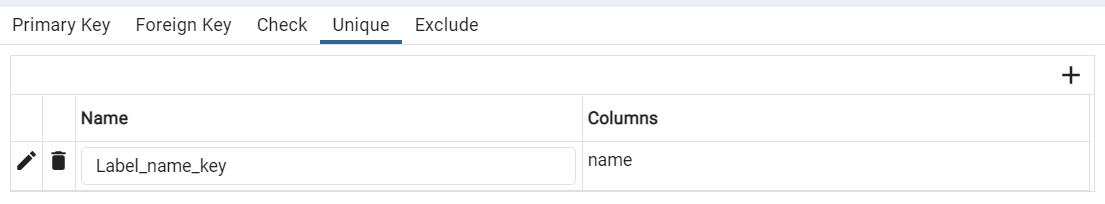 Primary Key Foreign Key Check Unique Exclude
Name Columns
Label_name_key name